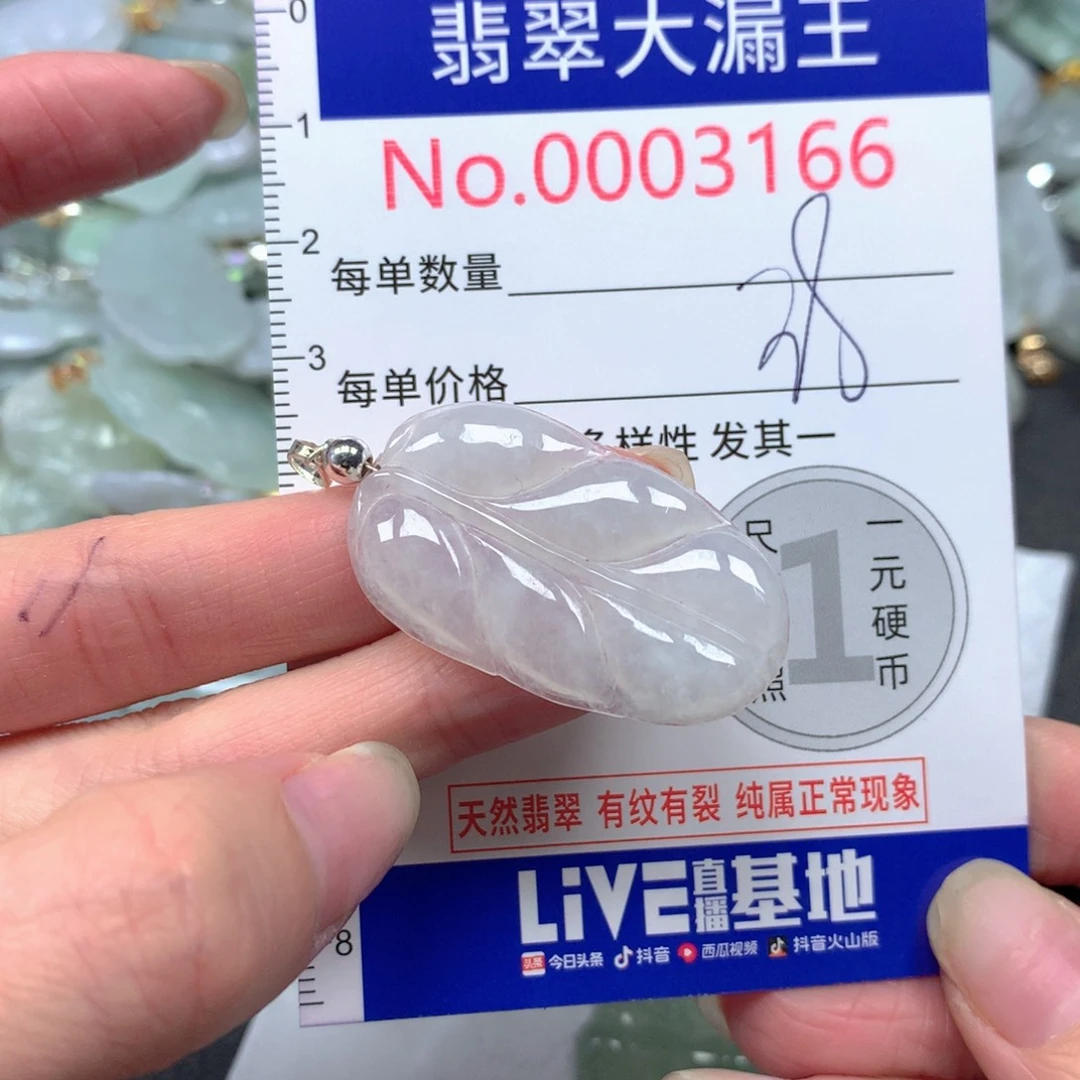 0
翡翠大漏王
1
No.0003166
2
每单数量
3
每单价格
多样性 发其一
尺
1
一元硬币
照
天然翡翠 有纹有裂 纯属正常现象
LiVE直播基地
8
头条 今日头条 抖音 西瓜视频 抖音火山版